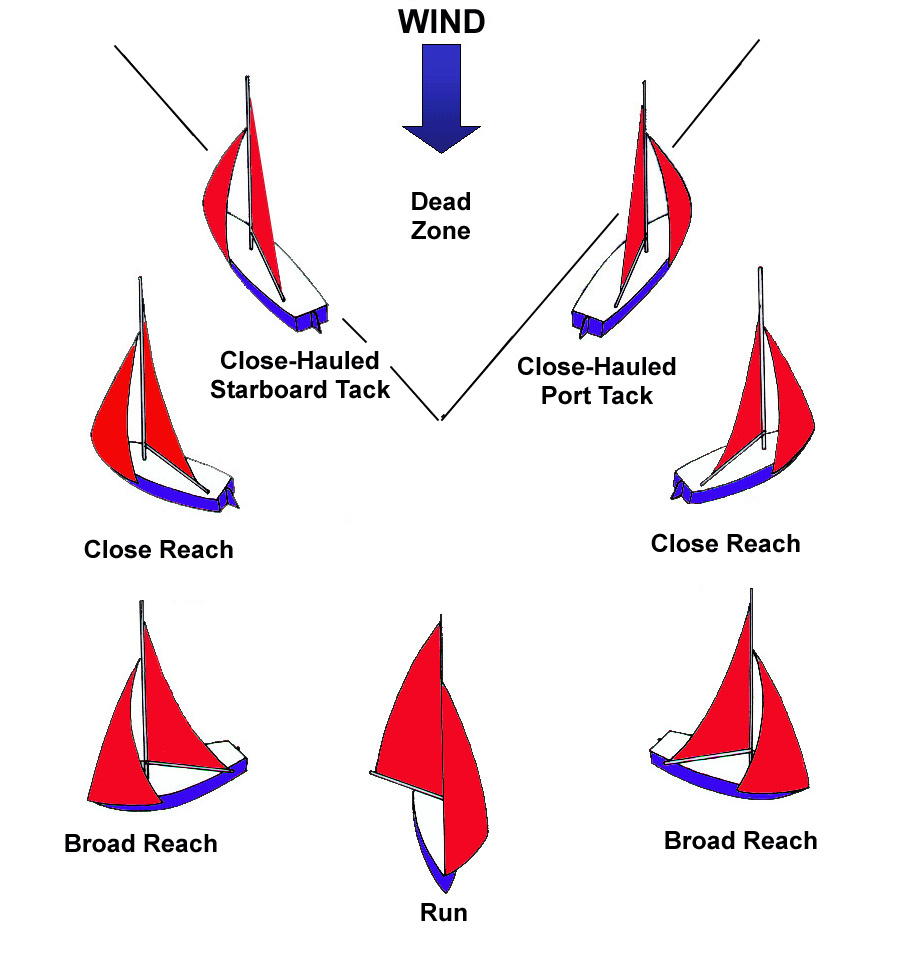 WIND
Dead
Zone
Close-Hauled
Starboard Tack
Close-Hauled
Port Tack
Close Reach
Close Reach
Broad Reach
Broad Reach
Run